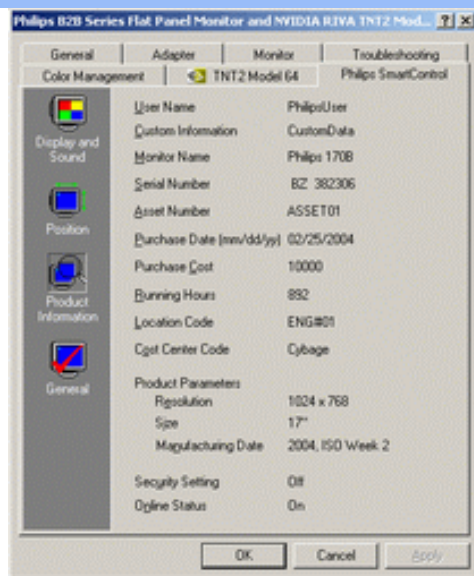 Philips B2B Series Flat Panel Monitor and NVIDIA RIVA TNT2 Mod...
General Adapter Monitor Troubleshooting
Color Management TNT2 Model 64 Philips SmartControl
Display and
Sound
Position
Product
Information
General
User Name PhilipsUser
Custom Information CustomData
Monitor Name Philips 170B
Serial Number BZ 382306
Asset Number ASSET01
Purchase Date (mm/dd/yy) 02/25/2004
Purchase Cost 10000
Running Hours 892
Location Code ENG#01
Cost Center Code Cybage
Product Parameters
Resolution 1024 x 768
Size 17"
Manufacturing Date 2004, ISO Week 2
Security Setting Off
Online Status On
OK Cancel Apply